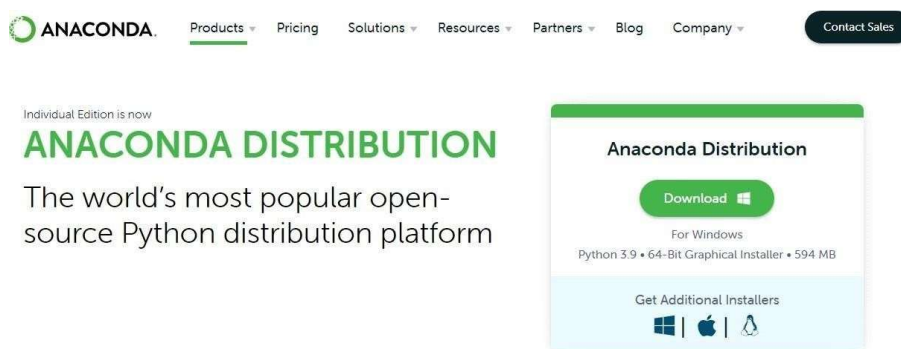 ANACONDA.
Products Pricing Solutions Resources Partners Blog Company Contact Sales
Individual Edition is now
ANACONDA DISTRIBUTION
The world's most popular open-
source Python distribution platform
Anaconda Distribution
Download
For Windows
Python 3.9 • 64-Bit Graphical Installer • 594 MB
Get Additional Installers